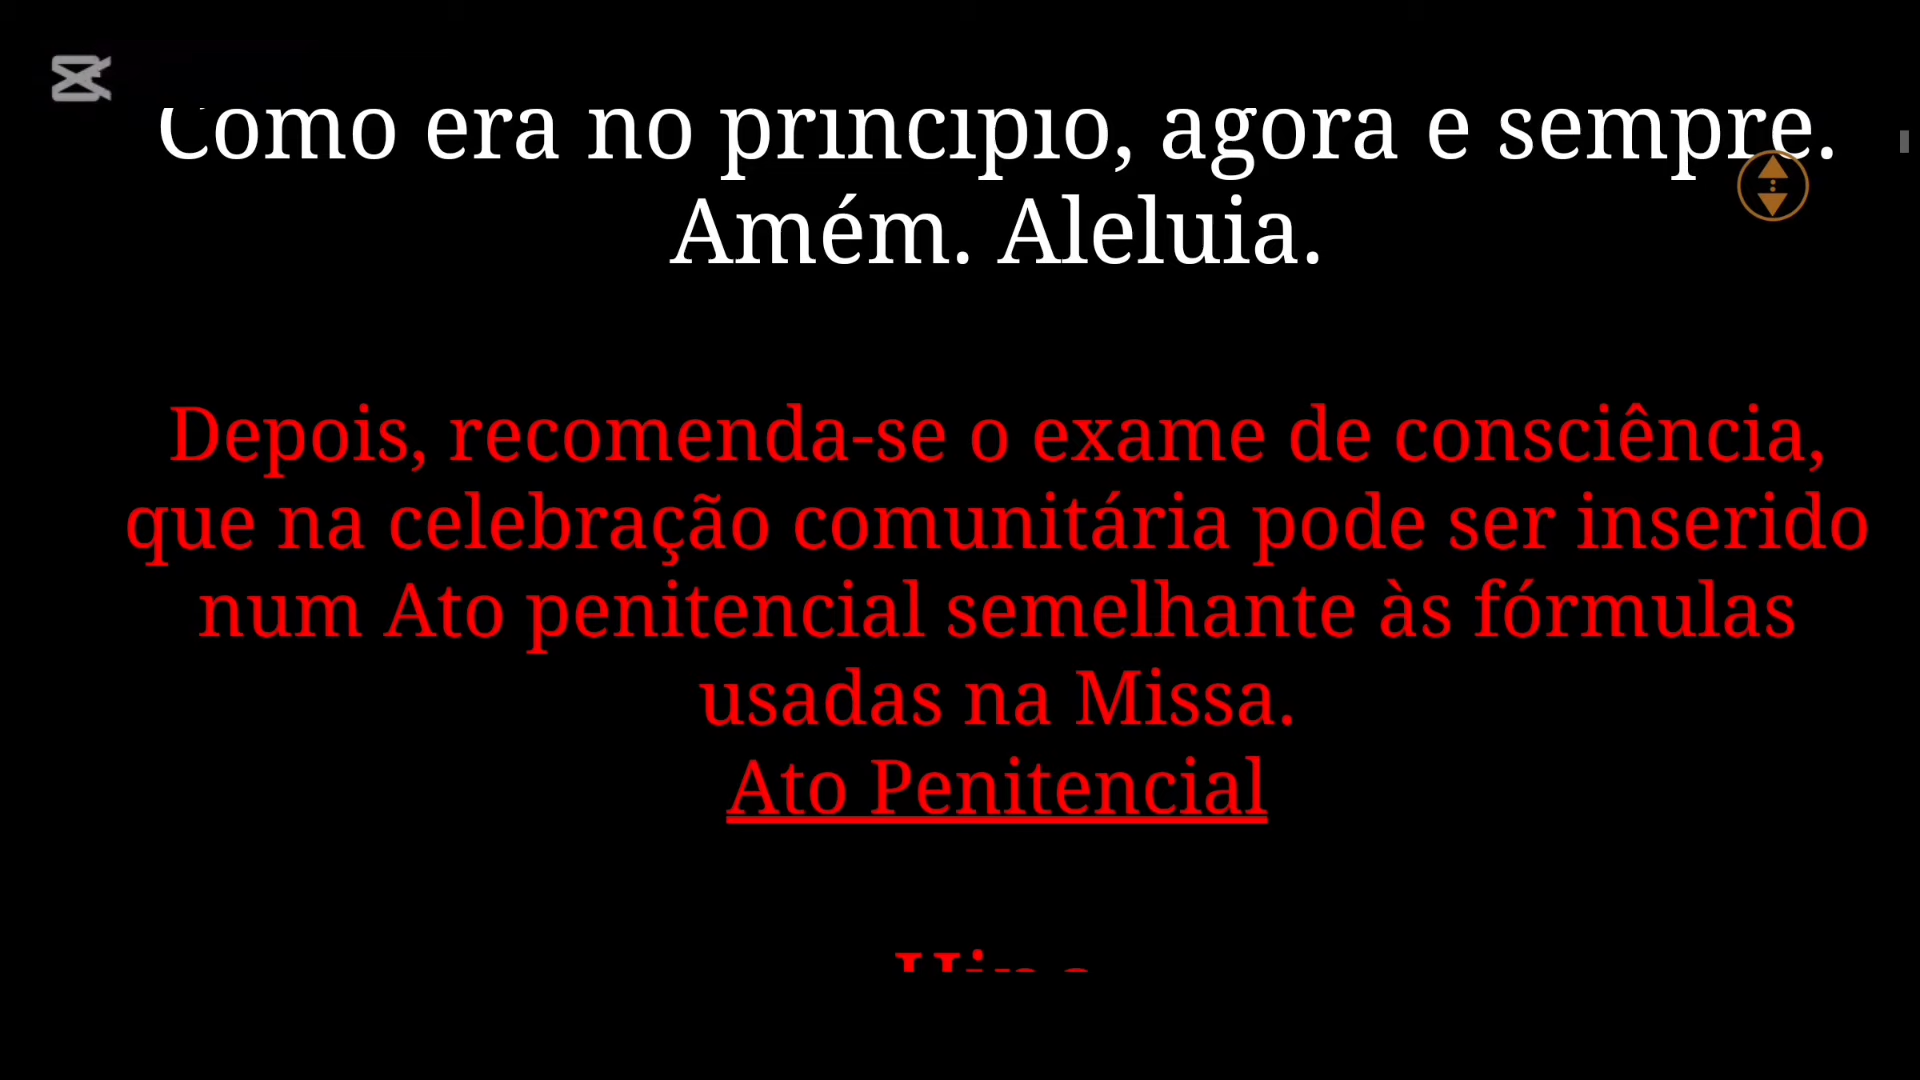 Como era no princípio, agora e sempre.
Amém. Aleluia.
Depois, recomenda-se o exame de consciência,
que na celebração comunitária pode ser inserido
num Ato penitencial semelhante às fórmulas
usadas na Missa.
Ato Penitencial